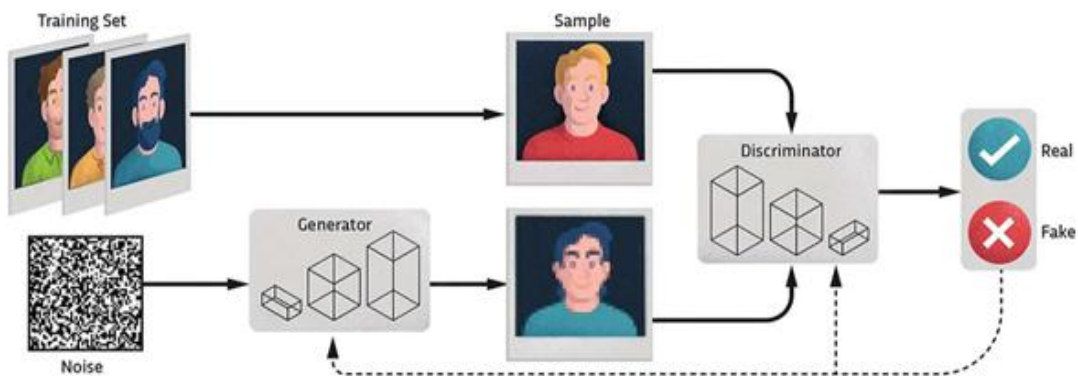 Training Set
Sample
Discriminator
Real
Fake
Generator
Noise